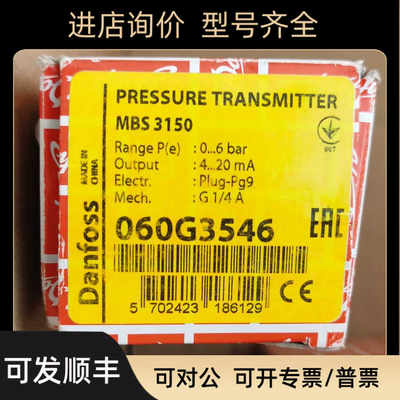 进店询价 型号齐全
PRESSURE TRANSMITTER
MBS 3150
Range P(e) : 0...6 bar
Output : 4...20 mA
Electr. : Plug-Pg9
Mech. : G 1/4 A
060G3546
Danfoss
MADE IN
CHINA
007
EAC
5 702423 186129
CE
可发顺丰
可对公 可开专票/普票